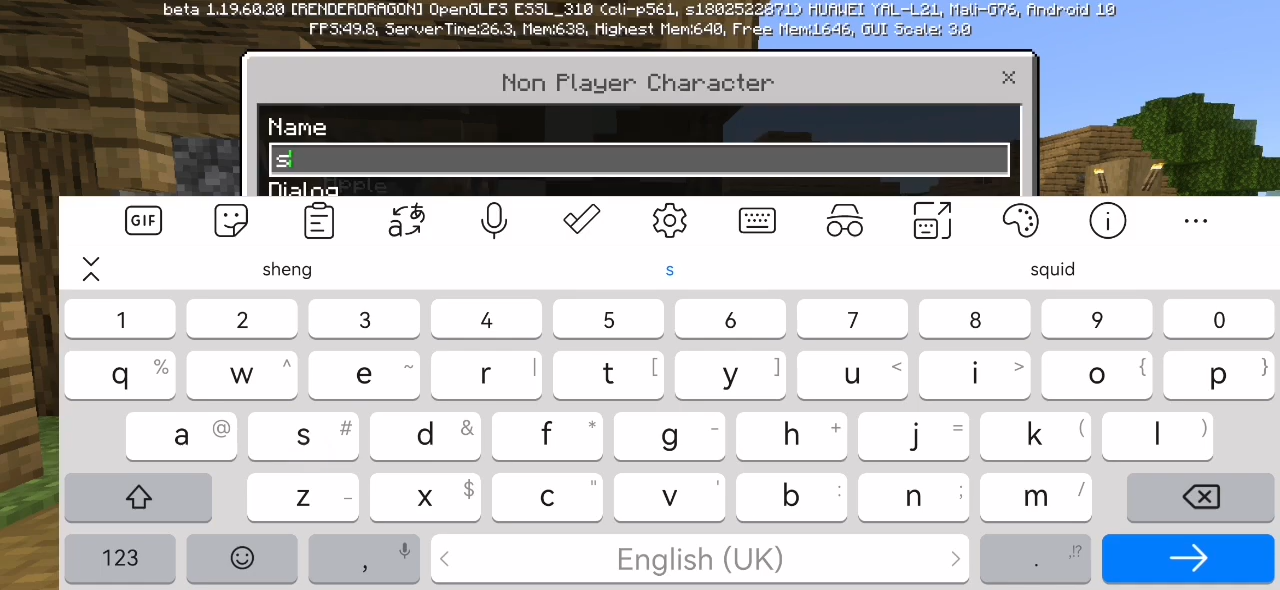 beta 1.19.60.20 [RENDERDRAGON] OpenGLES ESSL_310 (cli-p561, s1802522871) HUAWEI YAL-L21, Mali-G76, Android 10
FPS:49.8, ServerTime:26.3, Mem:638, Highest Mem:640, Free Mem:1646, GUI Scale: 3.0
Non Player Character
Name
s
Dialog
Apple
GIF
sheng s squid
1 2 3 4 5 6 7 8 9 0
q % w ^ e ~ r | t [ y ] u < i > o { p }
a @ s # d & f * g - h + j = k ( l )
z _ x $ c " v ' b : n ; m /
123 , English (UK) . ,!?